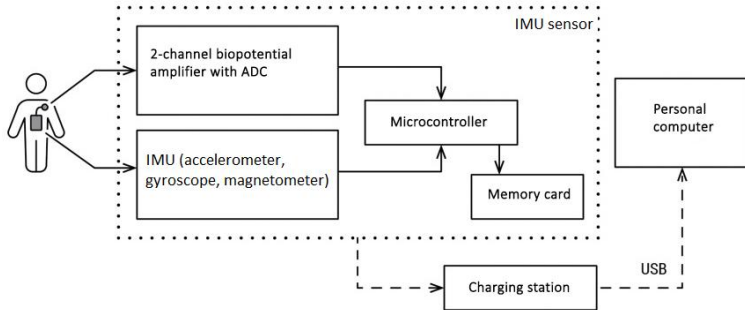 IMU sensor
2-channel biopotential
amplifier with ADC
Microcontroller
IMU (accelerometer,
gyroscope, magnetometer)
Memory card
Personal
computer
Charging station
USB